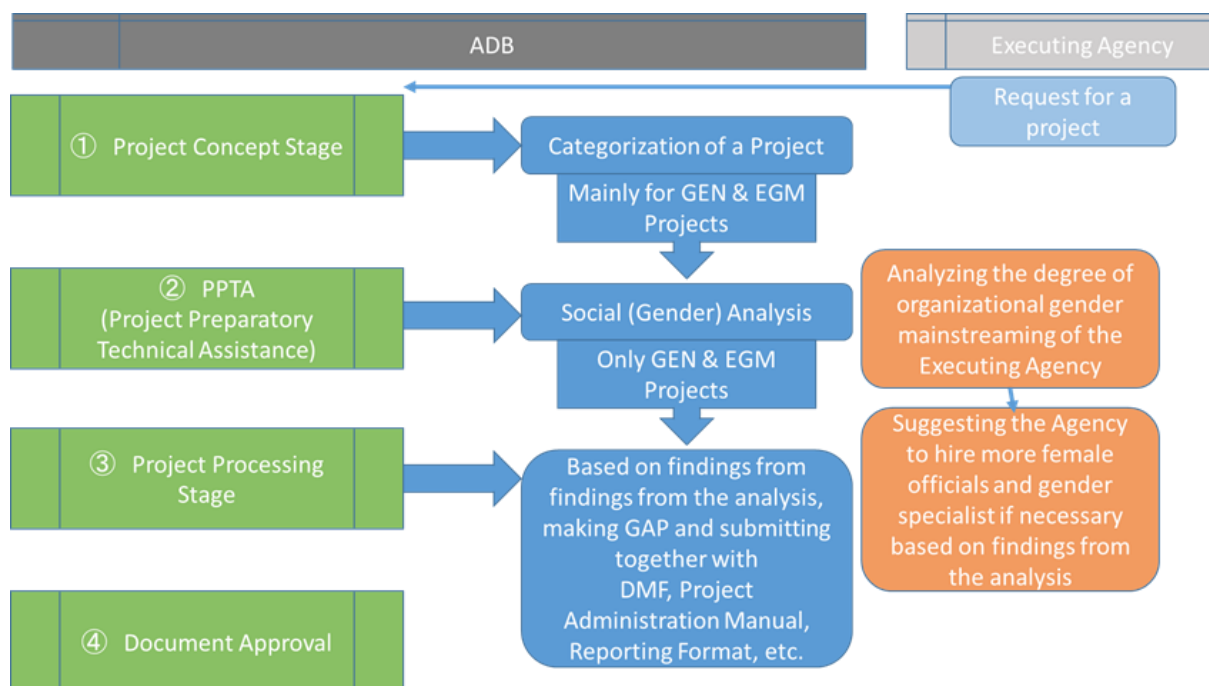 ADB
Executing Agency
Request for a
project
① Project Concept Stage
Categorization of a Project
Mainly for GEN & EGM
Projects
② PPTA
(Project Preparatory
Technical Assistance)
Social (Gender) Analysis
Only GEN & EGM
Projects
Analyzing the degree of
organizational gender
mainstreaming of the
Executing Agency
③ Project Processing
Stage
Based on findings from
findings from the analysis,
making GAP and submitting
together with
DMF, Project
Administration Manual,
Reporting Format, etc.
Suggesting the Agency
to hire more female
officials and gender
specialist if necessary
based on findings from
the analysis
④ Document Approval